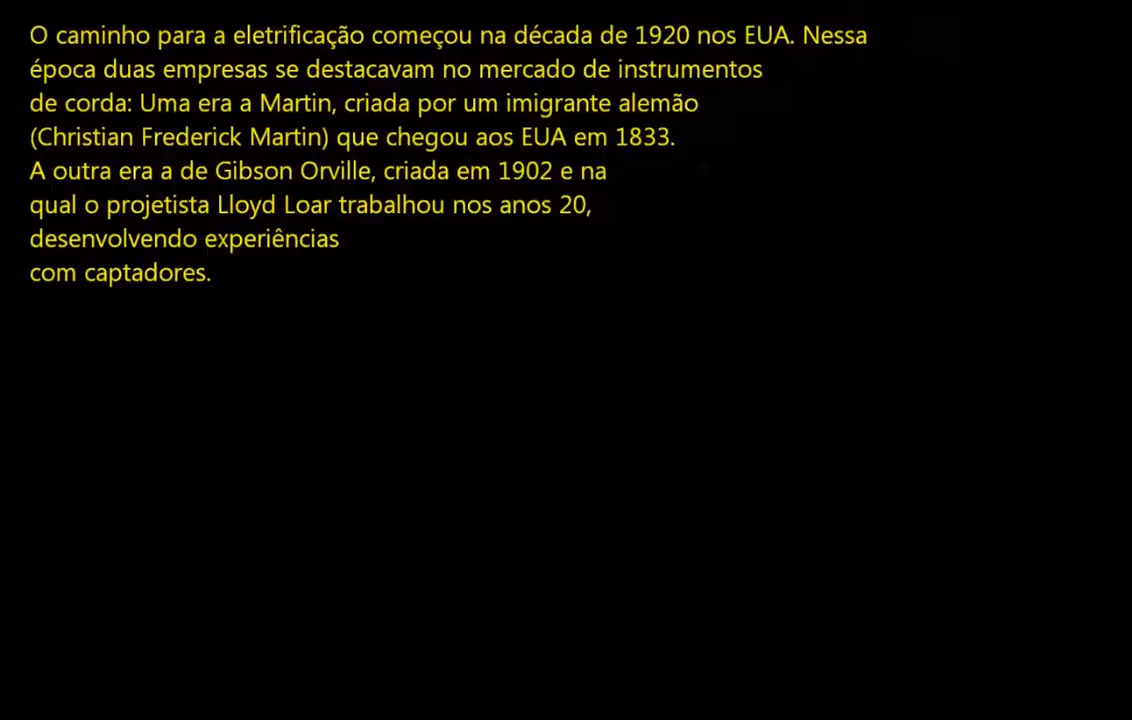 O caminho para a eletrificação começou na década de 1920 nos EUA. Nessa
época duas empresas se destacavam no mercado de instrumentos
de corda: Uma era a Martin, criada por um imigrante alemão
(Christian Frederick Martin) que chegou aos EUA em 1833.
A outra era a de Gibson Orville, criada em 1902 e na
qual o projetista Lloyd Loar trabalhou nos anos 20,
desenvolvendo experiências
com captadores.